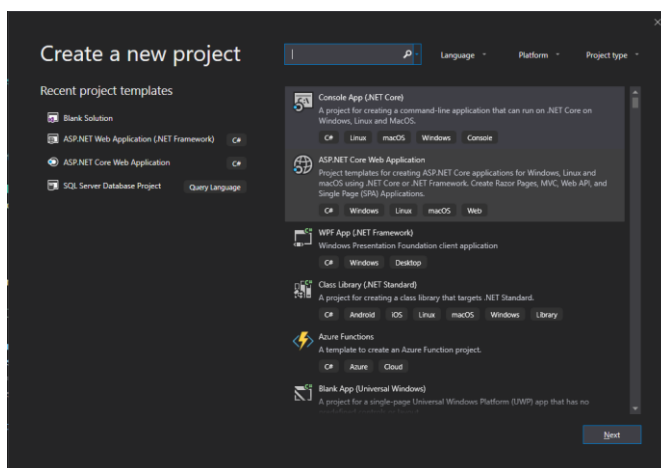 Create a new project
Language
Platform
Project type
Recent project templates
Blank Solution
ASP.NET Web Application (.NET Framework) C#
ASP.NET Core Web Application C#
SQL Server Database Project Query Language
Console App (.NET Core)
A project for creating a command-line application that can run on .NET Core on
Windows, Linux and MacOS.
C# Linux macOS Windows Console
ASP.NET Core Web Application
Project templates for creating ASP.NET Core applications for Windows, Linux and
macOS using .NET Core or .NET Framework. Create Razor Pages, MVC, Web API, and
Single Page (SPA) Applications.
C# Windows Linux macOS Web
WPF App (.NET Framework)
Windows Presentation Foundation client application
C# Windows Desktop
Class Library (.NET Standard)
A project for creating a class library that targets .NET Standard.
C# Android iOS Linux macOS Windows Library
Azure Functions
A template to create an Azure Function project.
C# Azure Cloud
Blank App (Universal Windows)
A project for a single-page Universal Windows Platform (UWP) app that has no
Next